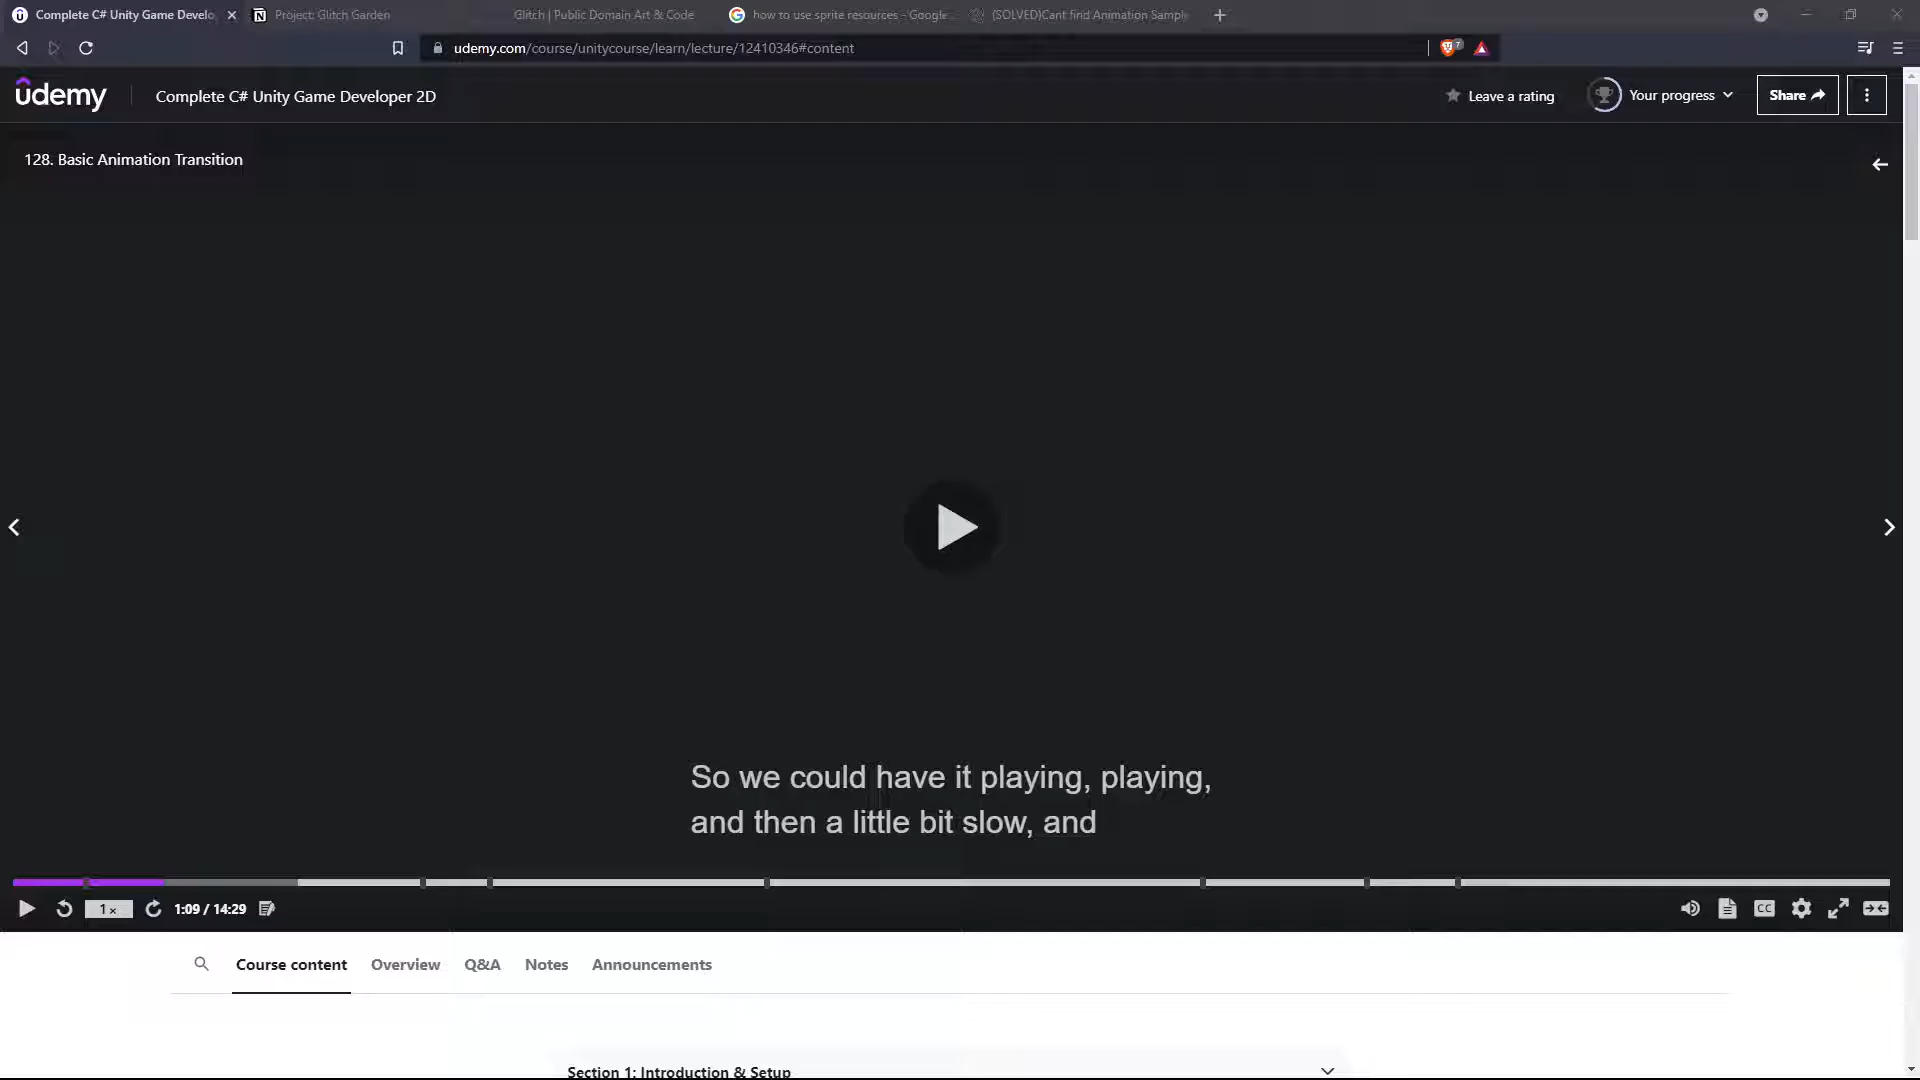 Complete C# Unity Game Develo
Project: Glitch Garden
Glitch | Public Domain Art & Code
how to use sprite resources - Google
(SOLVED)Cant find Animation Sampl
udemy.com/course/unitycourse/learn/lecture/12410346#content
7
udemy
Complete C# Unity Game Developer 2D
Leave a rating
Your progress
Share
128. Basic Animation Transition
So we could have it playing, playing,
and then a little bit slow, and
1x
1:09 / 14:29
CC
Course content
Overview
Q&A
Notes
Announcements
Section 1: Introduction & Setup